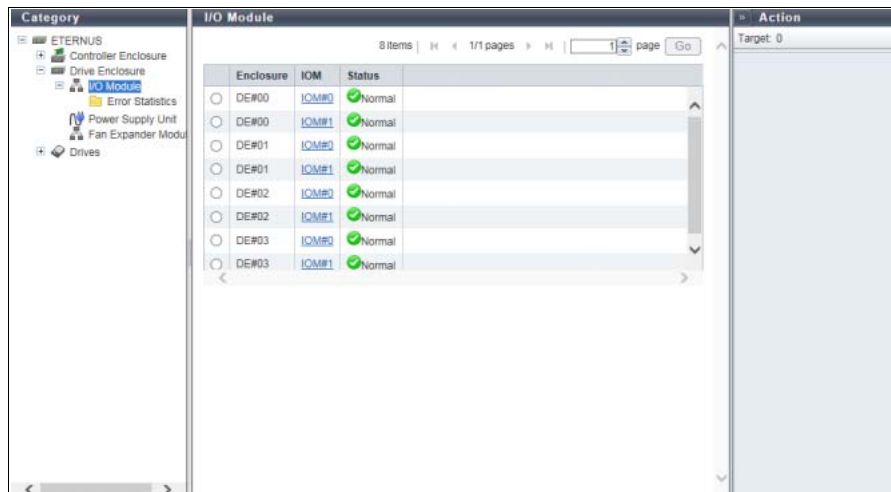 Category
ETERNUS
Controller Enclosure
Drive Enclosure
I/O Module
Error Statistics
Power Supply Unit
Fan Expander Modul
Drives
I/O Module
8 items | 1/1 pages | 1 page Go
Enclosure IOM Status
DE#00 IOM#0 Normal
DE#00 IOM#1 Normal
DE#01 IOM#0 Normal
DE#01 IOM#1 Normal
DE#02 IOM#0 Normal
DE#02 IOM#1 Normal
DE#03 IOM#0 Normal
DE#03 IOM#1 Normal
» Action
Target: 0